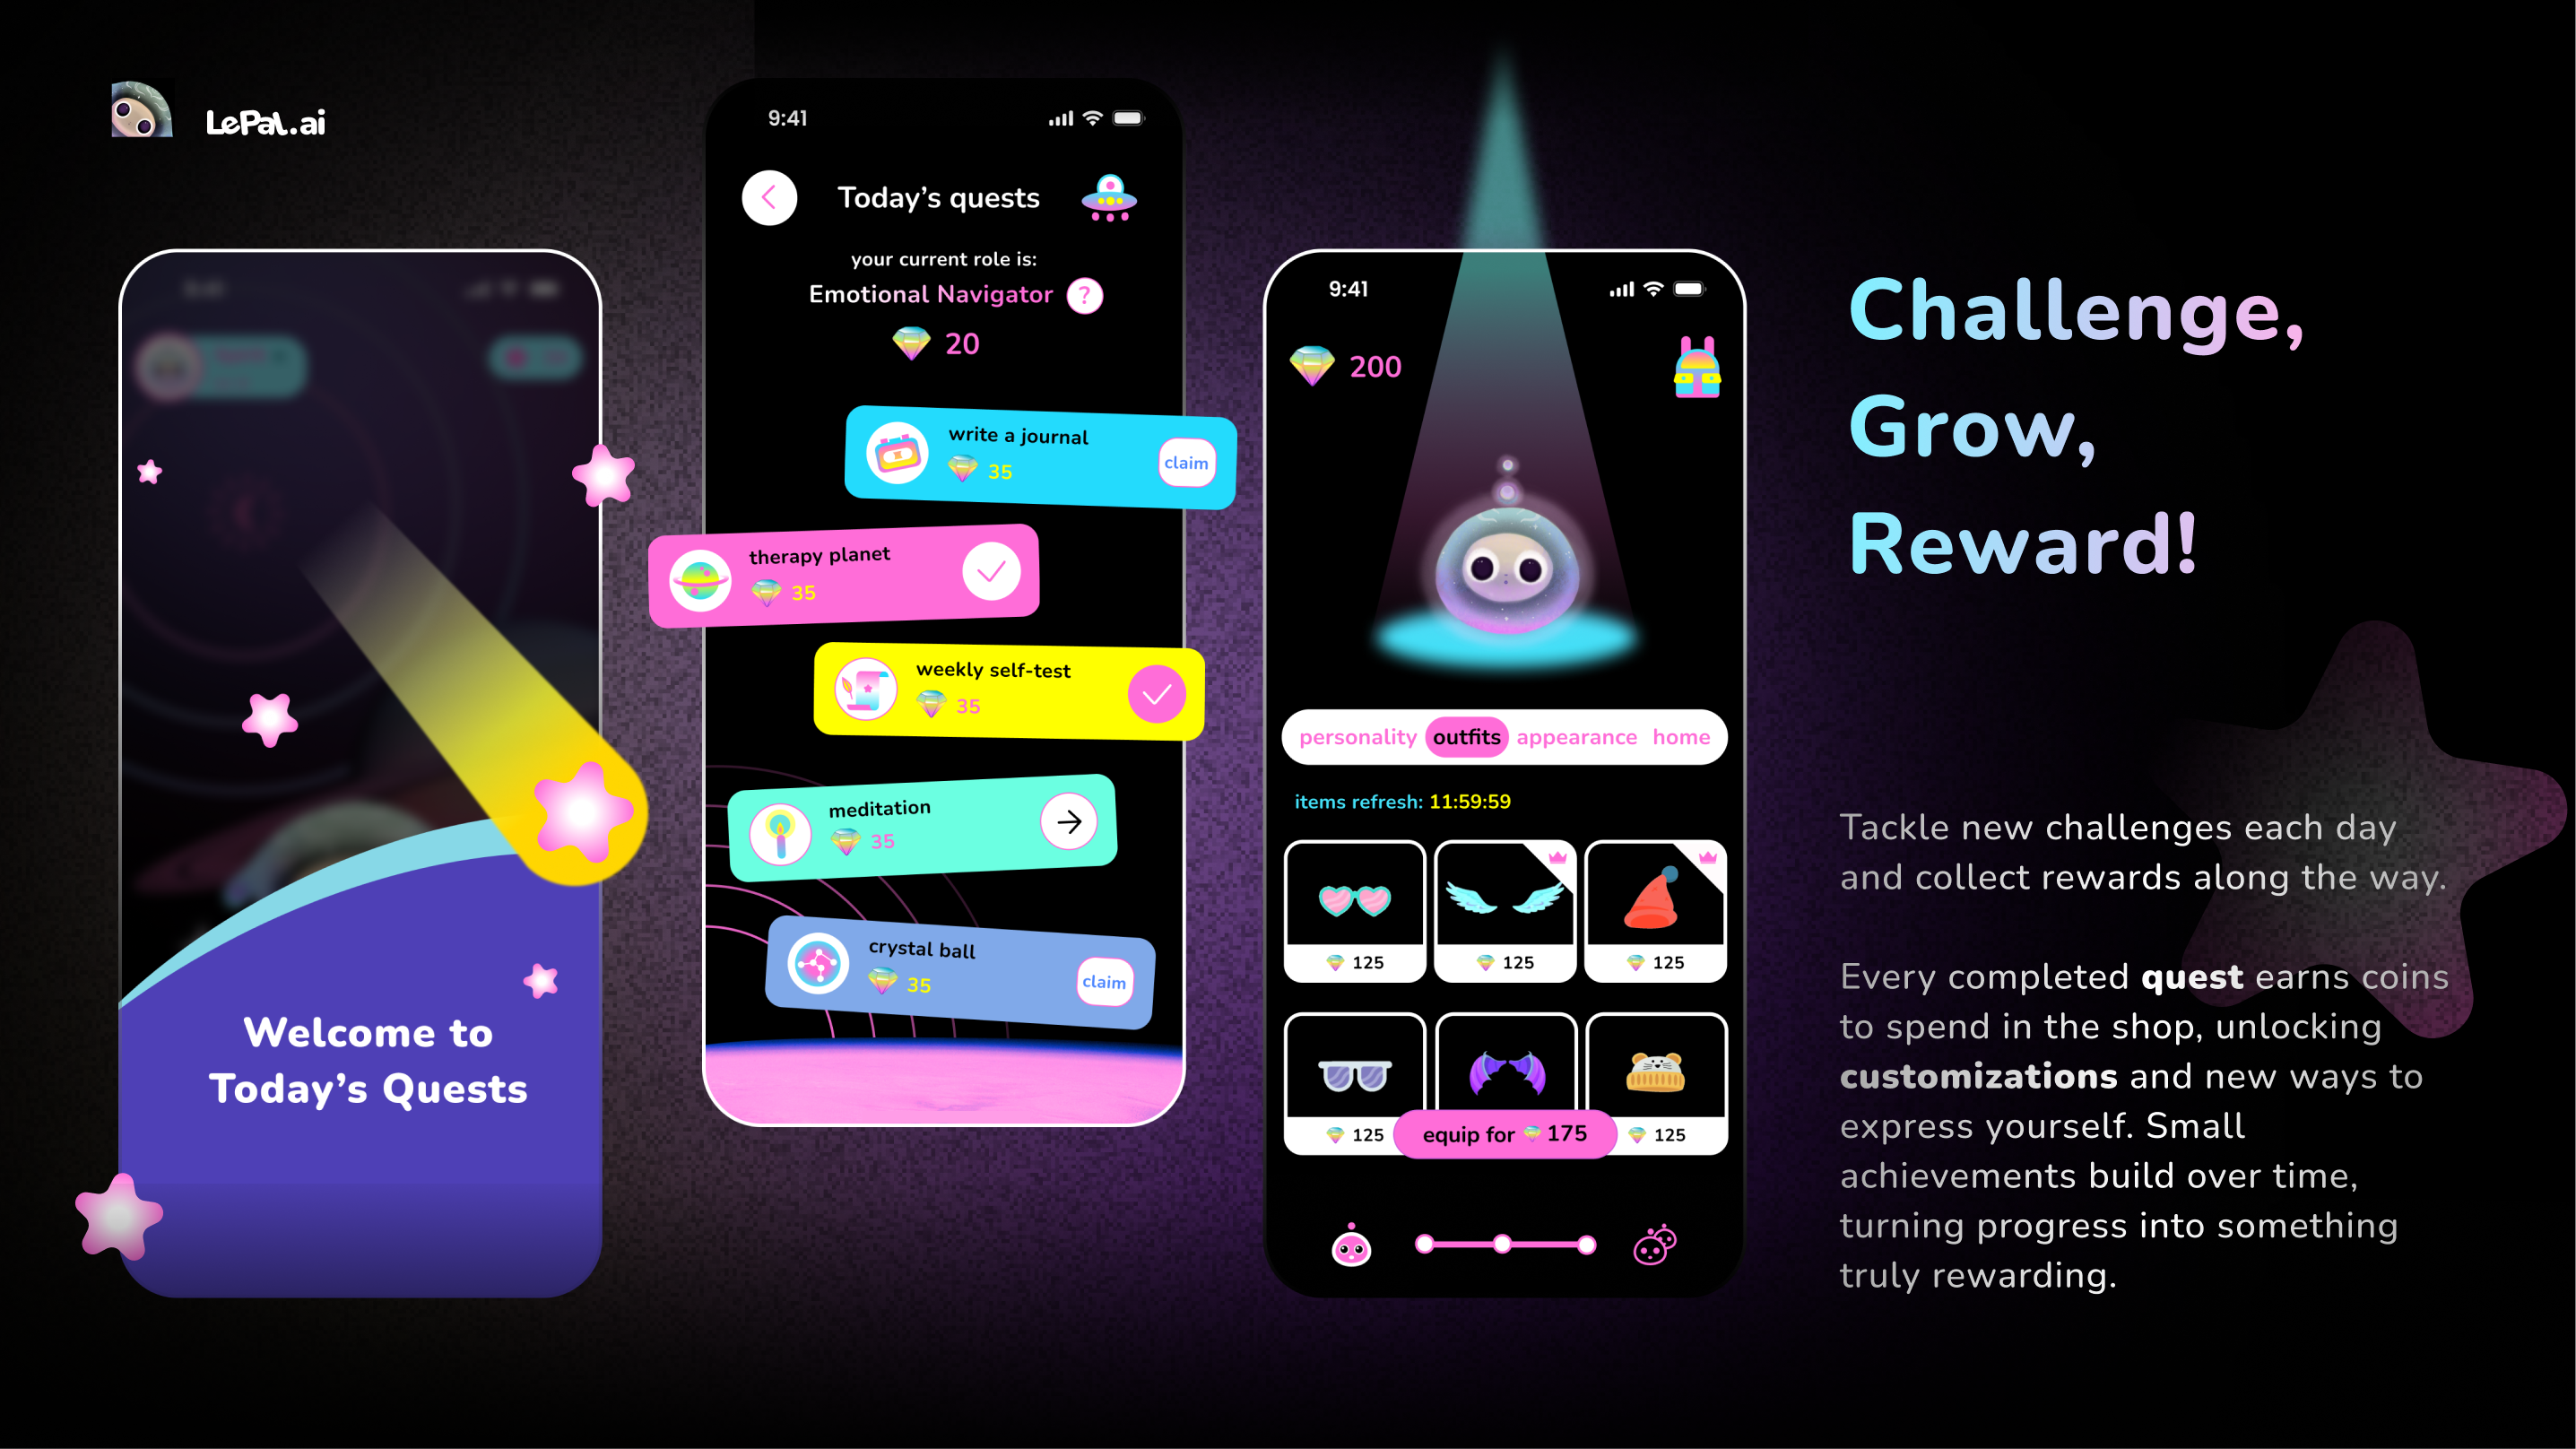 LePal.ai
Welcome to
Today's Quests
9:41
Today's quests
your current role is:
Emotional Navigator ?
20
write a journal
35
claim
therapy planet
35
weekly self-test
35
meditation
35
crystal ball
35
claim
9:41
200
personality outfits appearance home
items refresh: 11:59:59
125 125 125
125 equip for 175 125
Challenge,
Grow,
Reward!
Tackle new challenges each day
and collect rewards along the way.
Every completed quest earns coins
to spend in the shop, unlocking
customizations and new ways to
express yourself. Small
achievements build over time,
turning progress into something
truly rewarding.